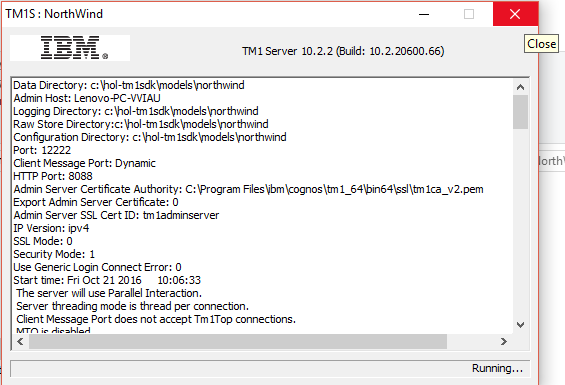 TM1S : NorthWind
Close
IBM®
TM1 Server 10.2.2 (Build: 10.2.20600.66)
Data Directory: c:\hol-tm1sdk\models\northwind
Admin Host: Lenovo-PC-VVIAU
Logging Directory: c:\hol-tm1sdk\models\northwind
Raw Store Directory:c:\hol-tm1sdk\models\northwind
Configuration Directory: c:\hol-tm1sdk\models\northwind
Port: 12222
Client Message Port: Dynamic
HTTP Port: 8088
Admin Server Certificate Authority: C:\Program Files\ibm\cognos\tm1_64\bin64\ssl\tm1ca_v2.pem
Export Admin Server Certificate: 0
Admin Server SSL Cert ID: tm1adminserver
IP Version: ipv4
SSL Mode: 0
Security Mode: 1
Use Generic Login Connect Error: 0
Start time: Fri Oct 21 2016 10:06:33
The server will use Parallel Interaction.
Server threading mode is thread per connection.
Client Message Port does not accept Tm1Top connections.
MTQ is disabled
Running...